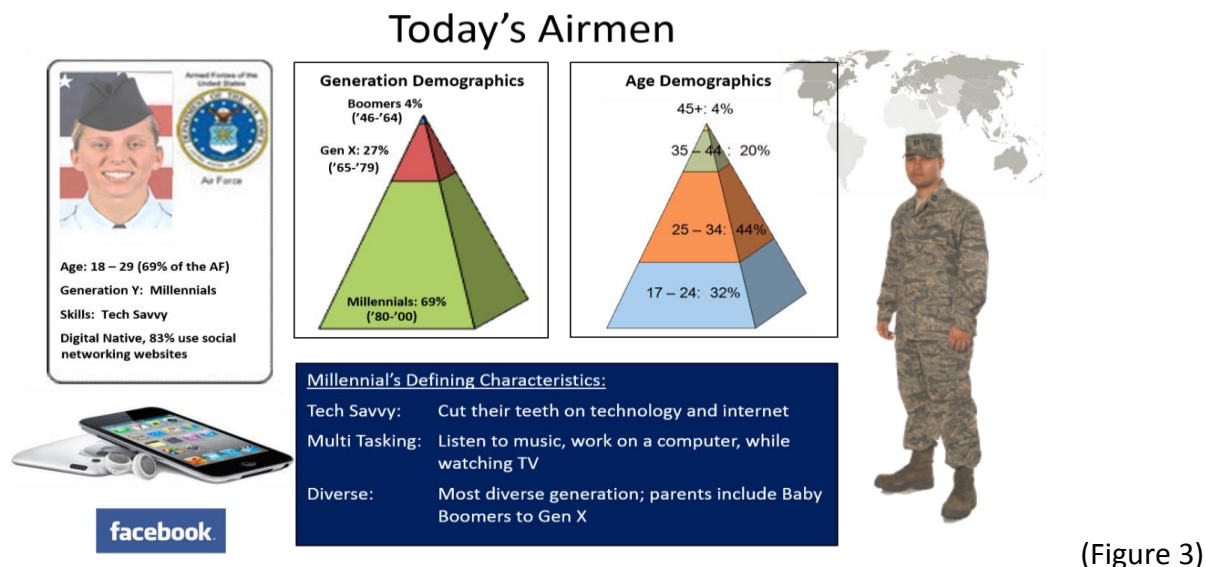 Today's Airmen
Armed Forces of the
United States
Air Force
Age: 18 – 29 (69% of the AF)
Generation Y: Millennials
Skills: Tech Savvy
Digital Native, 83% use social
networking websites
Generation Demographics
Boomers 4%
('46-'64)
Gen X: 27%
('65-'79)
Millennials: 69%
('80-'00)
Age Demographics
45+: 4%
35 – 44 : 20%
25 – 34: 44%
17 – 24: 32%
Millennial's Defining Characteristics:
Tech Savvy: Cut their teeth on technology and internet
Multi Tasking: Listen to music, work on a computer, while
watching TV
Diverse: Most diverse generation; parents include Baby
Boomers to Gen X
facebook.
(Figure 3)